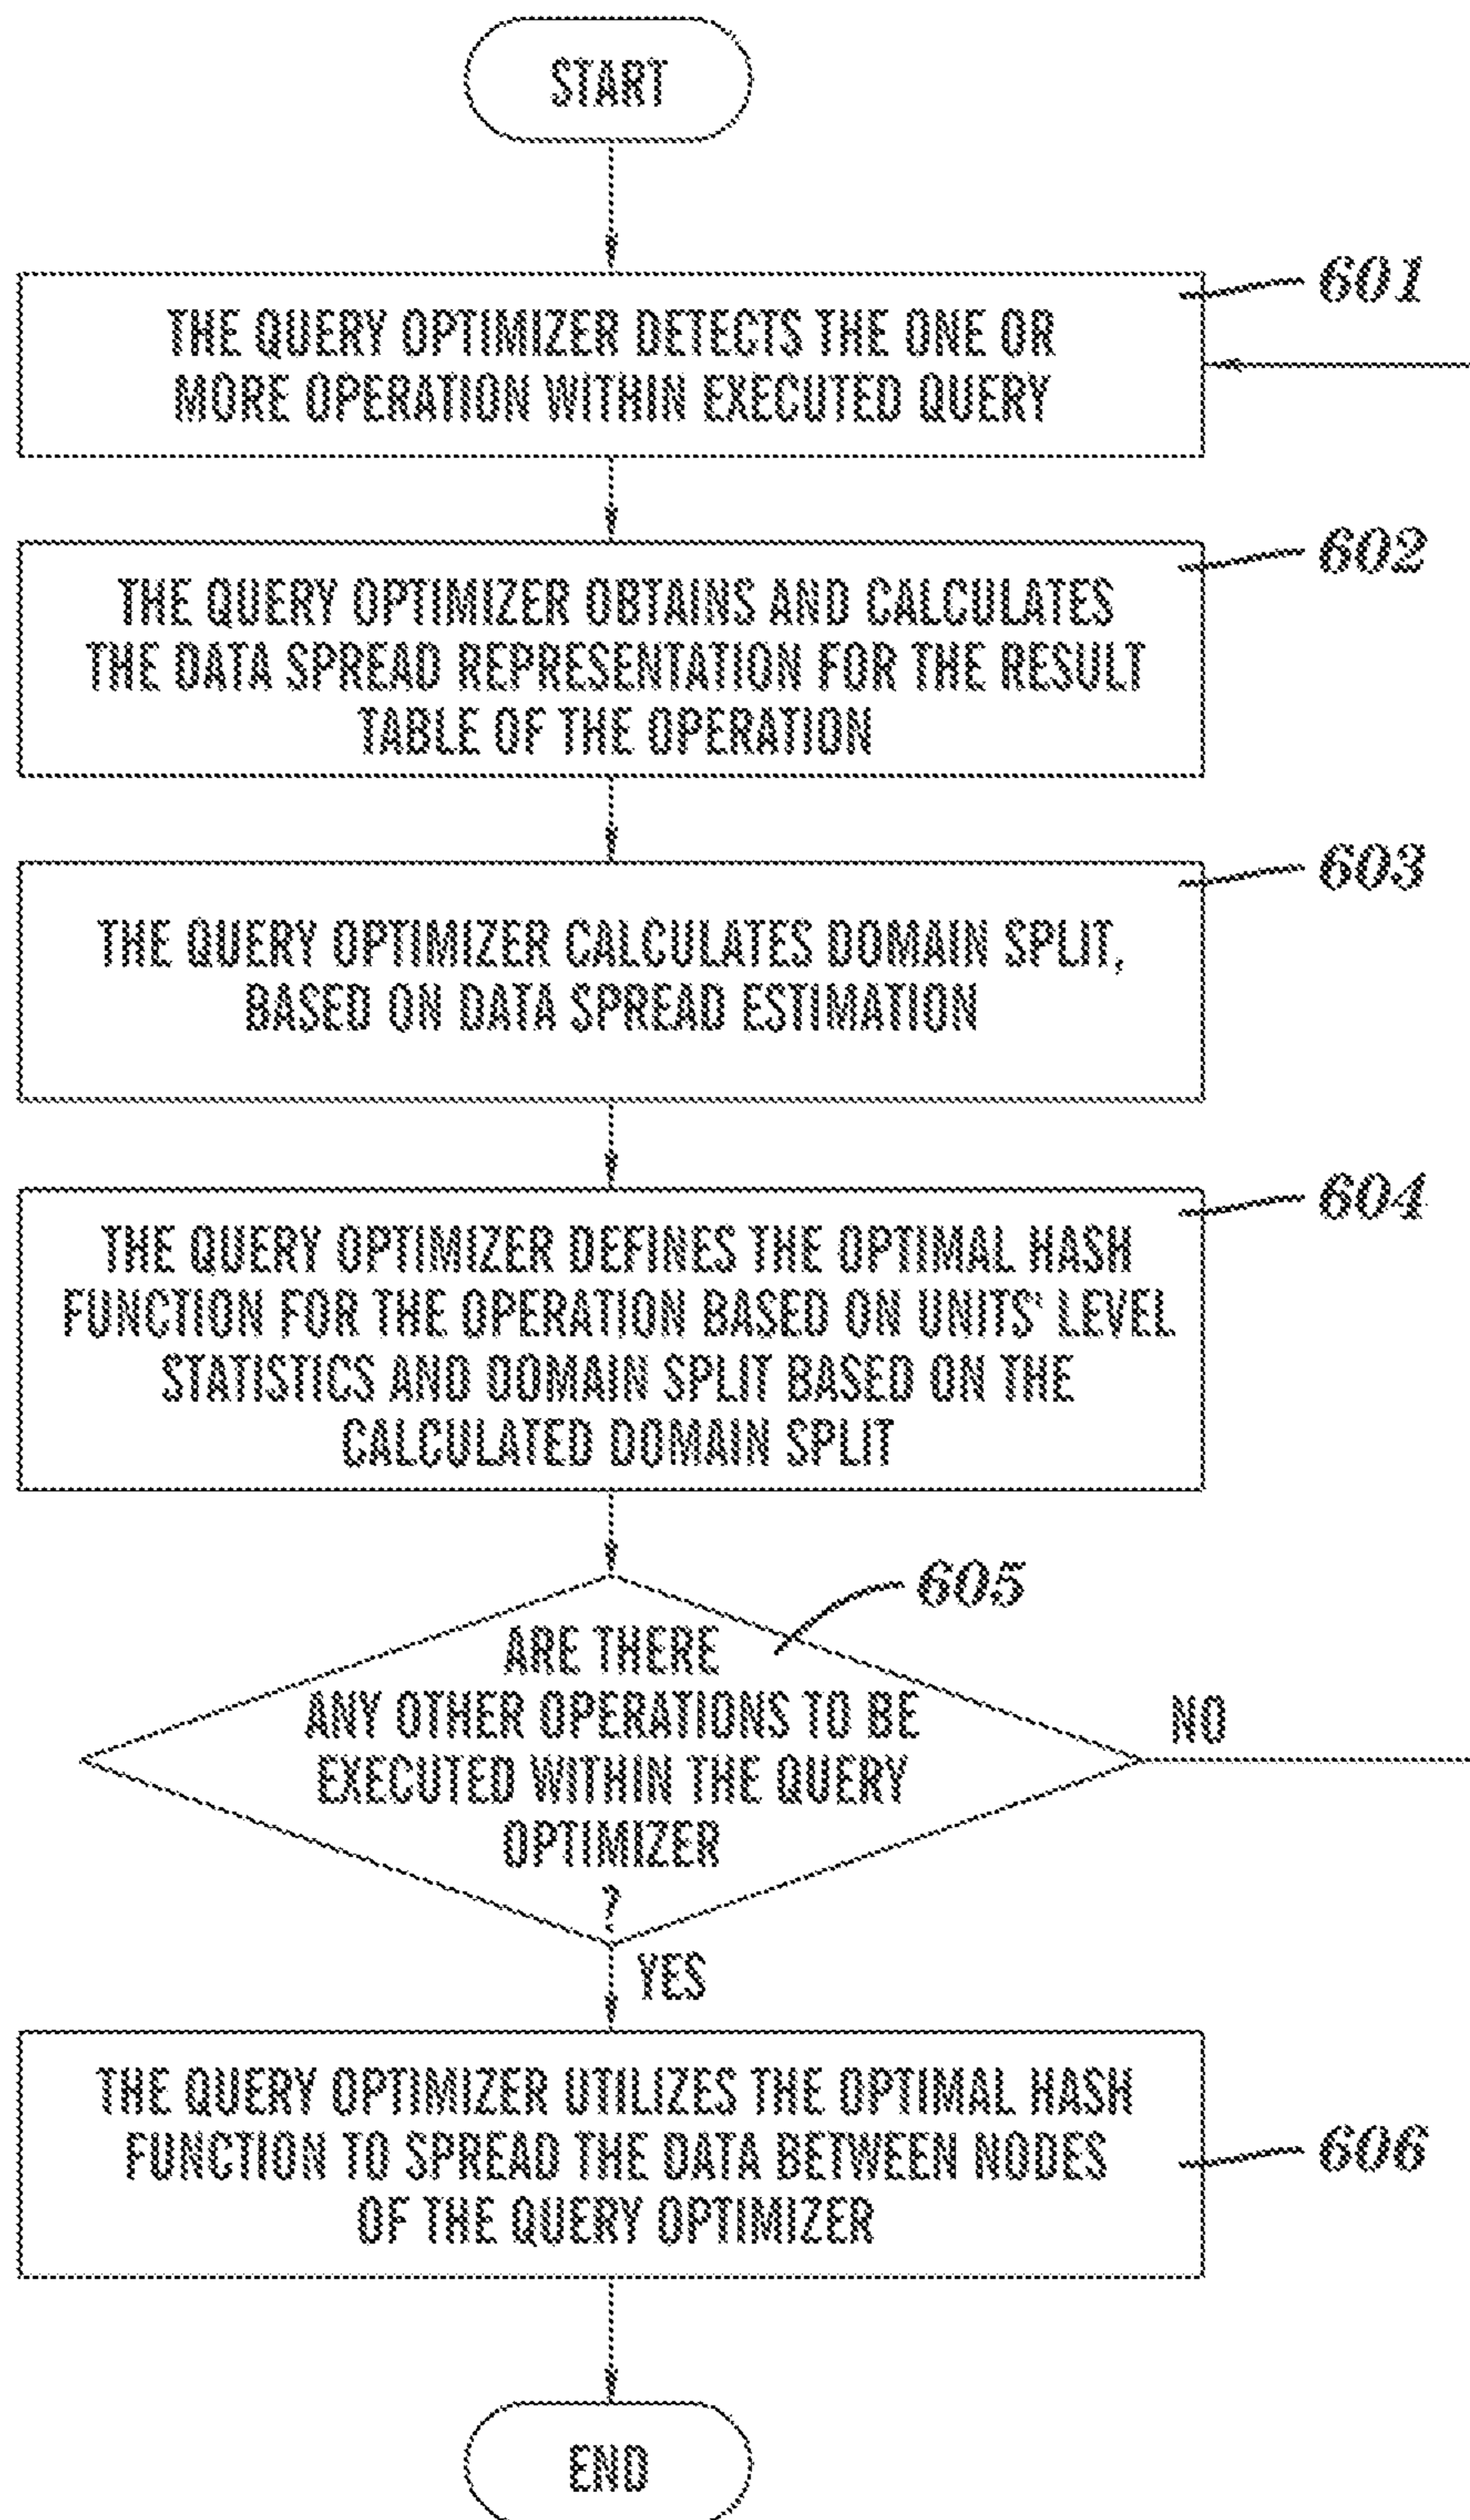 START
601
THE QUERY OPTIMIZER DETECTS THE ONE OR
MORE OPERATION WITHIN EXECUTED QUERY
602
THE QUERY OPTIMIZER OBTAINS AND CALCULATES
THE DATA SPREAD REPRESENTATION FOR THE RESULT
TABLE OF THE OPERATION
603
THE QUERY OPTIMIZER CALCULATES DOMAIN SPLIT,
BASED ON DATA SPREAD ESTIMATION
604
THE QUERY OPTIMIZER DEFINES THE OPTIMAL HASH
FUNCTION FOR THE OPERATION BASED ON UNITS' LEVEL
STATISTICS AND DOMAIN SPLIT BASED ON THE
CALCULATED DOMAIN SPLIT
605
ARE THERE
ANY OTHER OPERATIONS TO BE
EXECUTED WITHIN THE QUERY
OPTIMIZER
?
NO
YES
THE QUERY OPTIMIZER UTILIZES THE OPTIMAL HASH
FUNCTION TO SPREAD THE DATA BETWEEN NODES
OF THE QUERY OPTIMIZER
606
END